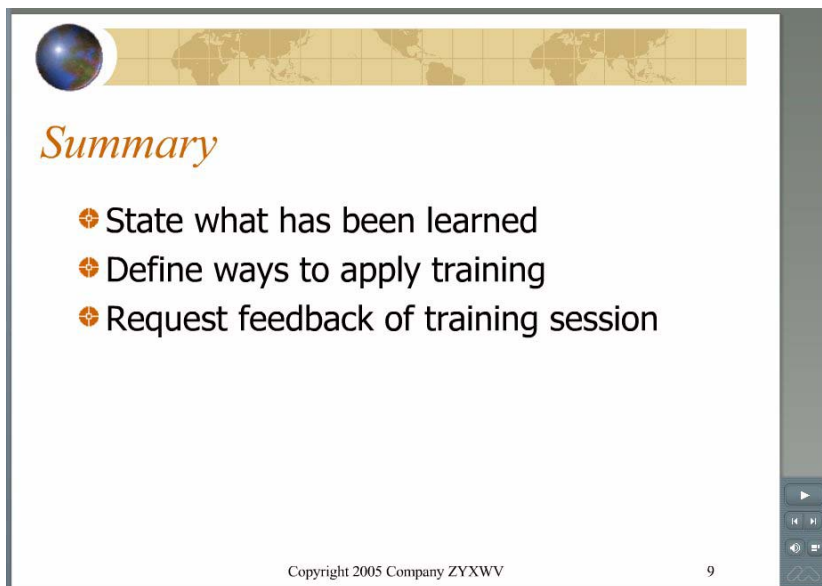 Summary
State what has been learned
Define ways to apply training
Request feedback of training session
Copyright 2005 Company ZYXWV 9